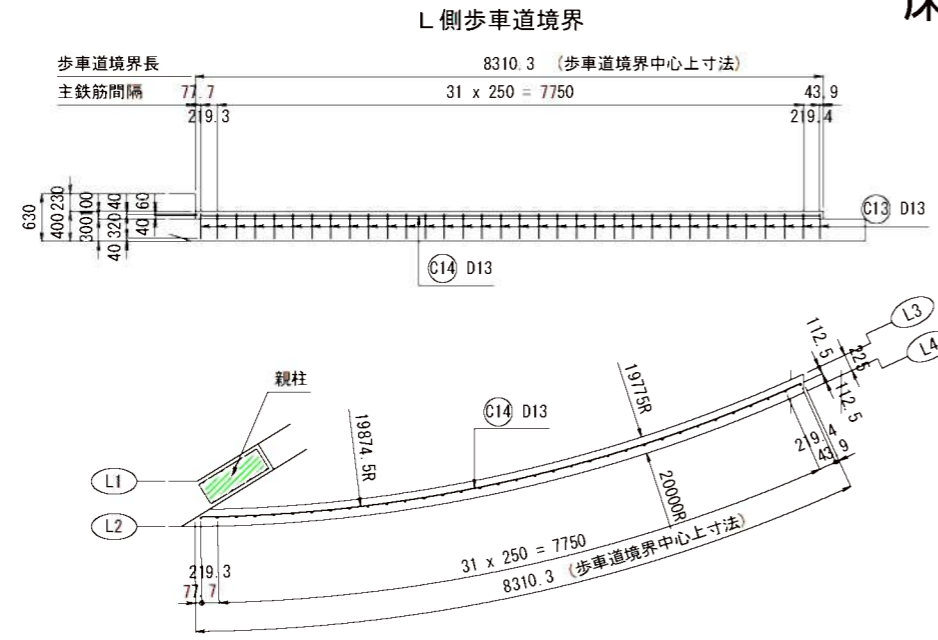 L側歩車道境界
歩車道境界長
8310.3 (歩車道境界中心上寸法)
主鉄筋間隔
77.7
31 x 250 = 7750
43.9
219.3
219.4
630
400 230
300 100
40 320 40
40 60
C13 D13
C14 D13
L3
L4
112.5
225
112.5
親柱
19775R
C14 D13
19874.5R
219.4
43.9
L1
L2
20000R
31 x 250 = 7750
8310.3 (歩車道境界中心上寸法)
219.3
77.7